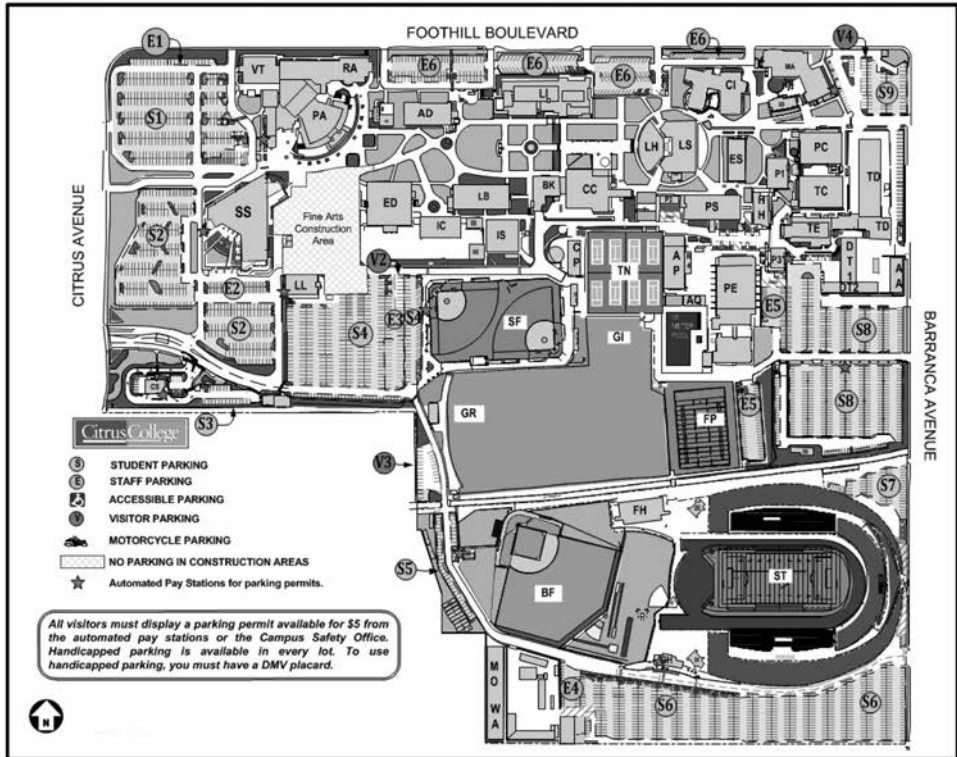 FOOTHILL BOULEVARD
E1
E6
V4
VT
RA
E6
E6
E6
CI
MA
S9
S1
PA
AD
LI
LH
LS
ES
PC
P1
TD
CITRUS AVENUE
SS
Fine Arts
Construction
Area
ED
LB
BK
CC
PS
H
H
TC
S2
IC
IS
TE
TD
V2
CP
TN
AP
P3
DT1
AA
E2
LL
DT2
S2
S4
E3
S4
SF
AQ
PE
E5
S8
GI
BARRANCA AVENUE
CS
S3
GR
FP
E5
S8
Citrus College
S STUDENT PARKING
E STAFF PARKING
ACCESSIBLE PARKING
V VISITOR PARKING
MOTORCYCLE PARKING
NO PARKING IN CONSTRUCTION AREAS
Automated Pay Stations for parking permits.
V3
S7
FH
S5
BF
ST
All visitors must display a parking permit available for $5 from
the automated pay stations or the Campus Safety Office.
Handicapped parking is available in every lot. To use
handicapped parking, you must have a DMV placard.
MO WA
E4
S6
S6
N